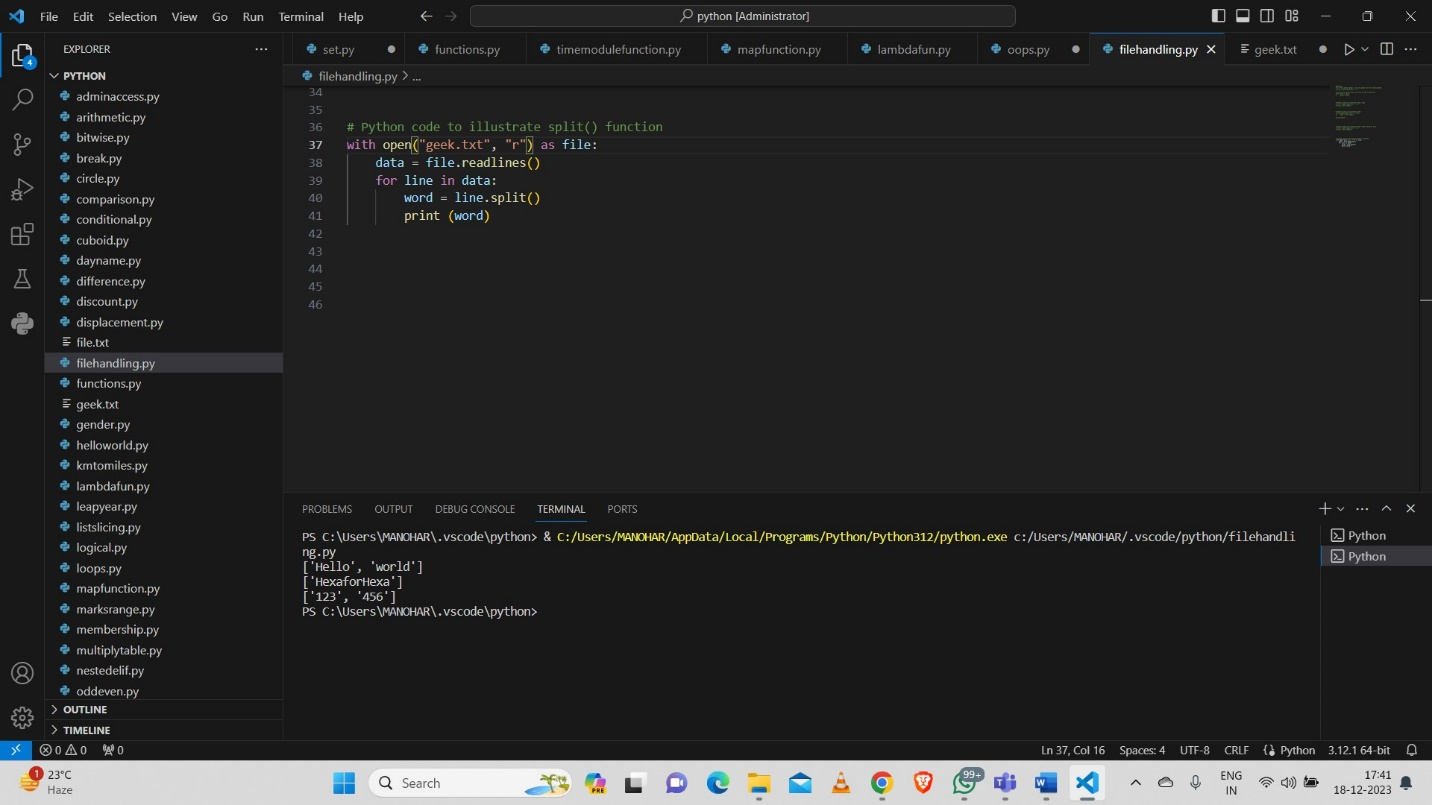 File Edit Selection View Go Run Terminal Help
python [Administrator]
EXPLORER
set.py
functions.py
timemodulefunction.py
mapfunction.py
lambdafun.py
oops.py
filehandling.py
geek.txt
4
PYTHON
adminaccess.py
arithmetic.py
bitwise.py
break.py
circle.py
comparison.py
conditional.py
cuboid.py
dayname.py
difference.py
discount.py
displacement.py
file.txt
filehandling.py
functions.py
geek.txt
gender.py
helloworld.py
kmtomiles.py
lambdafun.py
leapyear.py
listslicing.py
logical.py
loops.py
mapfunction.py
marksrange.py
membership.py
multiplytable.py
nestedelif.py
oddeven.py
OUTLINE
TIMELINE
filehandling.py > ...
34
35
36 # Python code to illustrate split() function
37 with open("geek.txt", "r") as file:
38 data = file.readlines()
39 for line in data:
40 word = line.split()
41 print (word)
42
43
44
45
46
PROBLEMS OUTPUT DEBUG CONSOLE TERMINAL PORTS
PS C:\Users\MANOHAR\.vscode\python> & C:/Users/MANOHAR/AppData/Local/Programs/Python/Python312/python.exe c:/Users/MANOHAR/.vscode/python/filehandli
ng.py
['Hello', 'world']
['HexaforHexa']
['123', '456']
PS C:\Users\MANOHAR\.vscode\python>
Python
Python
0 0 0
Ln 37, Col 16 Spaces: 4 UTF-8 CRLF Python 3.12.1 64-bit
1
23°C
Haze
Search
PRE
99+
ENG
IN
17:41
18-12-2023